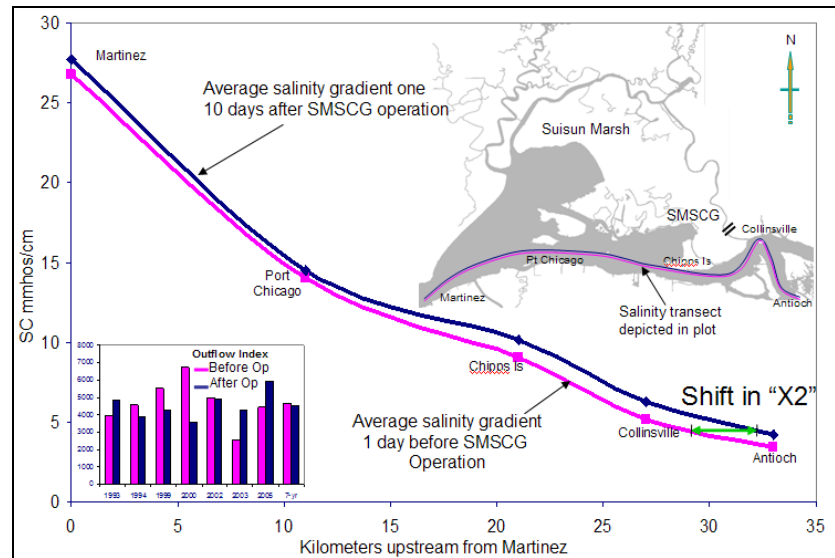 30
25
20
15
10
5
0
SC mmhos/cm
0
5
10
15
20
25
30
35
Kilometers upstream from Martinez
Martinez
Average salinity gradient one
10 days after SMSCG operation
Port
Chicago
Chipps Is
Average salinity gradient
1 day before SMSCG
Operation
Collinsville
Shift in “X2”
Antioch
N
Suisun Marsh
SMSCG
Collinsville
Pt Chicago
Chipps Is
Martinez
Antioch
Salinity transect
depicted in plot
Outflow Index
Before Op
After Op
8000
7000
6000
5000
4000
3000
2000
1000
0
1993
1994
1999
2000
2002
2003
2005
7-yr